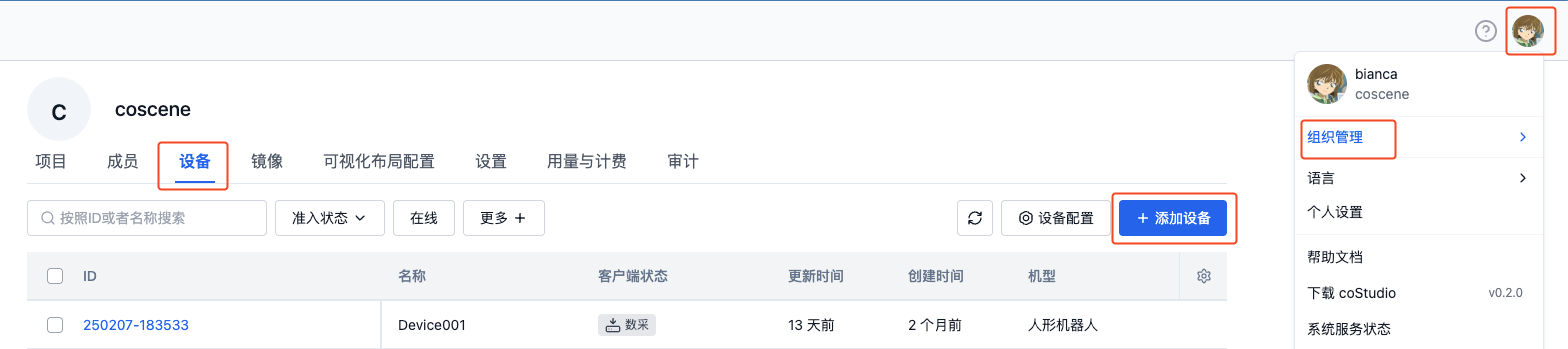 bianca
coscene
组织管理
语言
个人设置
帮助文档
下载 coStudio v0.2.0
系统服务状态
C coscene
项目 成员 设备 镜像 可视化布局配置 设置 用量与计费 审计
按照ID或者名称搜索 准入状态 在线 更多 + 设备配置 + 添加设备
ID 名称 客户端状态 更新时间 创建时间 机型
250207-183533 Device001 数采 13 天前 2 个月前 人形机器人